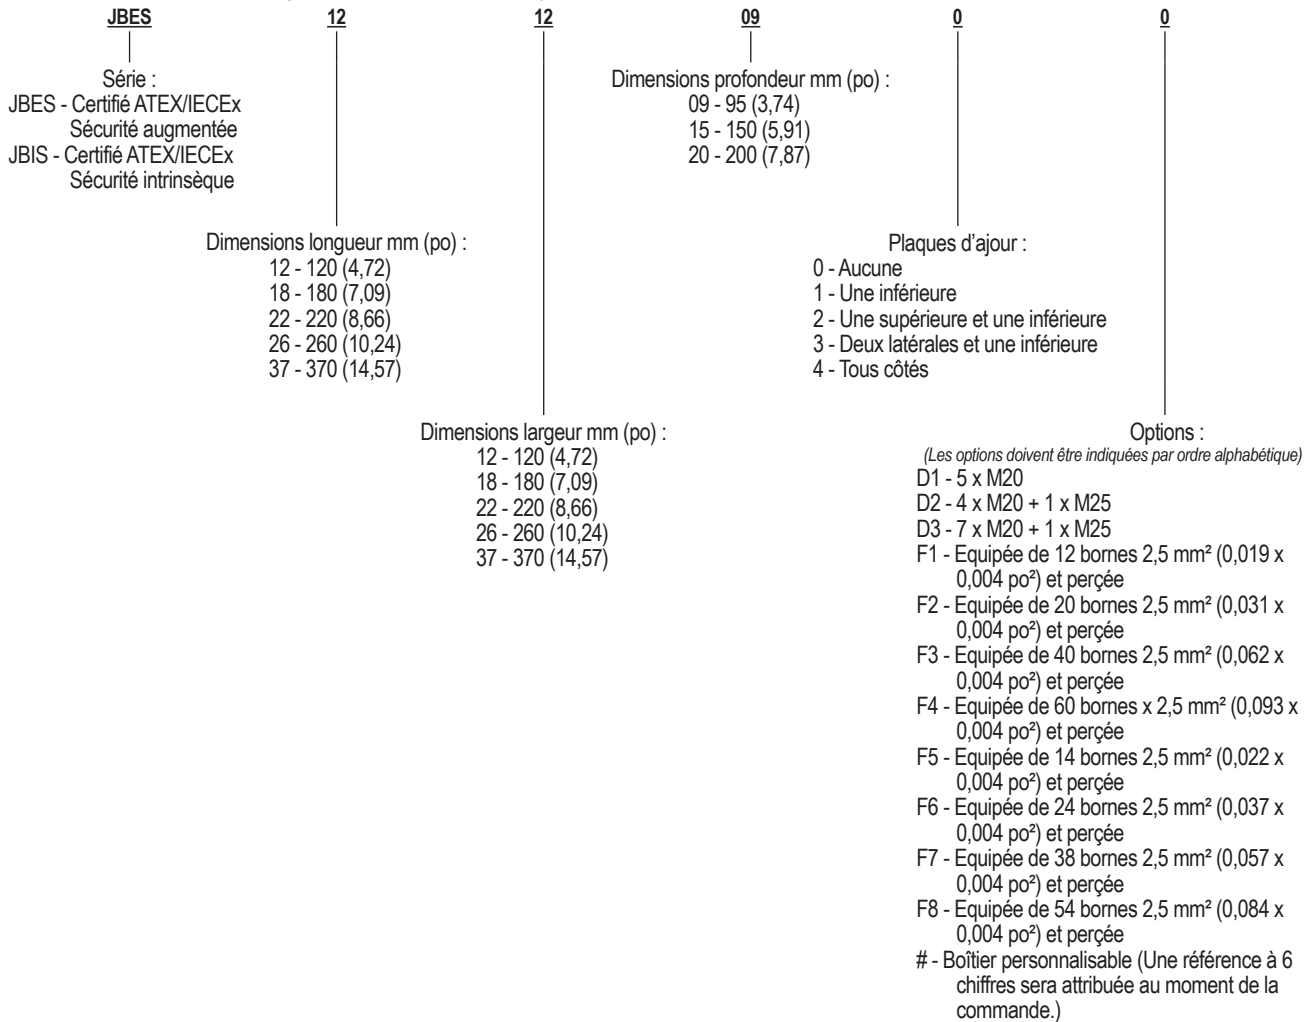 JBES 12 12 09 0 0
Série :
JBES - Certifié ATEX/IECEx
Sécurité augmentée
JBIS - Certifié ATEX/IECEx
Sécurité intrinsèque
Dimensions profondeur mm (po) :
09 - 95 (3,74)
15 - 150 (5,91)
20 - 200 (7,87)
Dimensions longueur mm (po) :
12 - 120 (4,72)
18 - 180 (7,09)
22 - 220 (8,66)
26 - 260 (10,24)
37 - 370 (14,57)
Plaques d'ajour :
0 - Aucune
1 - Une inférieure
2 - Une supérieure et une inférieure
3 - Deux latérales et une inférieure
4 - Tous côtés
Dimensions largeur mm (po) :
12 - 120 (4,72)
18 - 180 (7,09)
22 - 220 (8,66)
26 - 260 (10,24)
37 - 370 (14,57)
Options :
(Les options doivent être indiquées par ordre alphabétique)
D1 - 5 x M20
D2 - 4 x M20 + 1 x M25
D3 - 7 x M20 + 1 x M25
F1 - Equipée de 12 bornes 2,5 mm² (0,019 x
0,004 po²) et perçée
F2 - Equipée de 20 bornes 2,5 mm² (0,031 x
0,004 po²) et perçée
F3 - Equipée de 40 bornes 2,5 mm² (0,062 x
0,004 po²) et perçée
F4 - Equipée de 60 bornes x 2,5 mm² (0,093 x
0,004 po²) et perçée
F5 - Equipée de 14 bornes 2,5 mm² (0,022 x
0,004 po²) et perçée
F6 - Equipée de 24 bornes 2,5 mm² (0,037 x
0,004 po²) et perçée
F7 - Equipée de 38 bornes 2,5 mm² (0,057 x
0,004 po²) et perçée
F8 - Equipée de 54 bornes 2,5 mm² (0,084 x
0,004 po²) et perçée
# - Boîtier personnalisable (Une référence à 6
chiffres sera attribuée au moment de la
commande.)